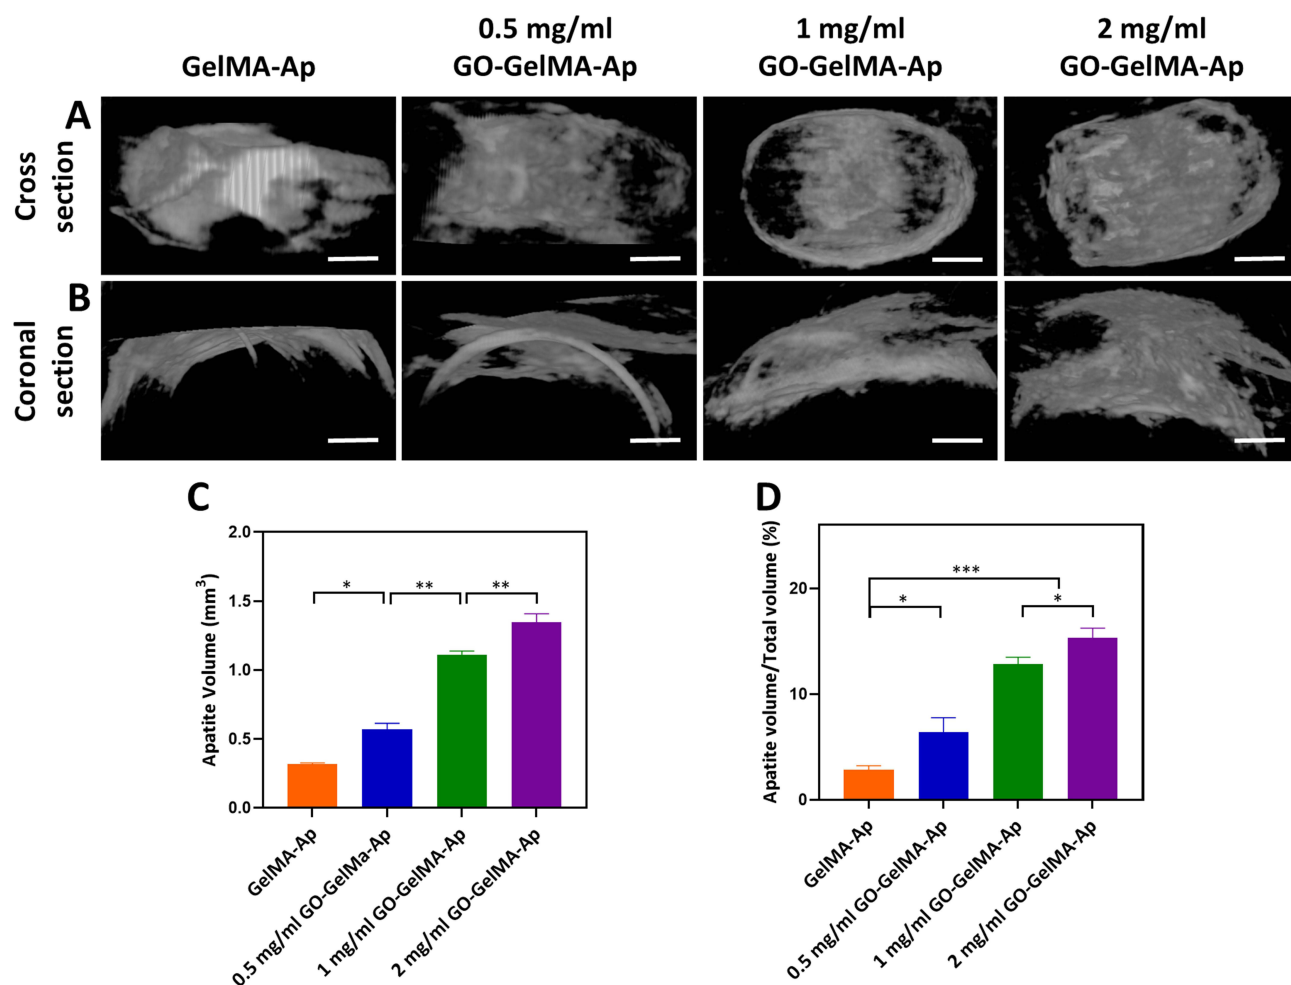 GelMA-Ap
0.5 mg/ml
GO-GelMA-Ap
1 mg/ml
GO-GelMA-Ap
2 mg/ml
GO-GelMA-Ap
A
Cross
section
B
Coronal
section
C
Apatite Volume (mm³)
2.0
1.5
1.0
0.5
0.0
*
**
**
GelMA-Ap
0.5 mg/ml GO-GelMa-Ap
1 mg/ml GO-GelMA-Ap
2 mg/ml GO-GelMA-Ap
D
Apatite volume/Total volume (%)
20
10
0
***
*
*
GelMA-Ap
0.5 mg/ml GO-GelMA-Ap
1 mg/ml GO-GelMA-Ap
2 mg/ml GO-GelMA-Ap